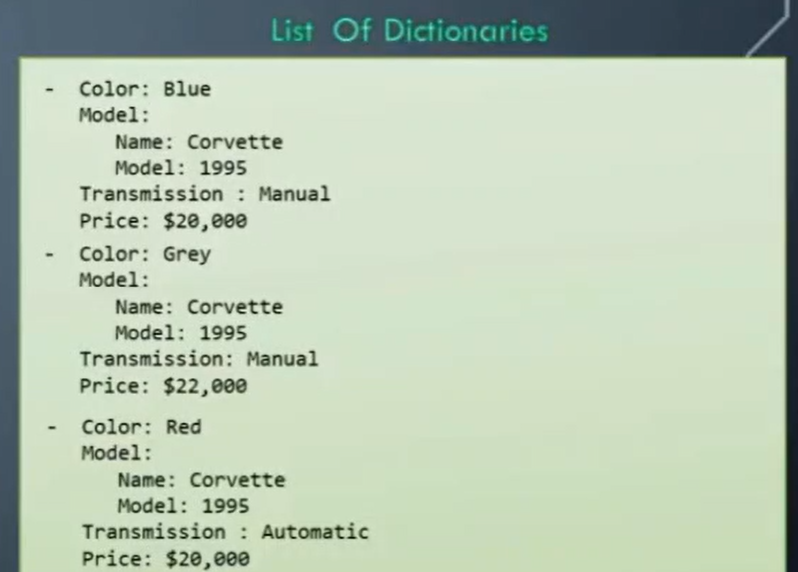 List Of Dictionaries
- Color: Blue
Model:
Name: Corvette
Model: 1995
Transmission : Manual
Price: $20,000
- Color: Grey
Model:
Name: Corvette
Model: 1995
Transmission: Manual
Price: $22,000
- Color: Red
Model:
Name: Corvette
Model: 1995
Transmission : Automatic
Price: $20,000